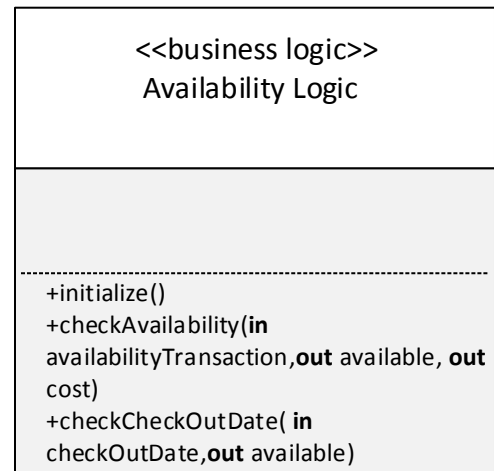 <<business logic>>
Availability Logic
+initialize()
+checkAvailability(in
availabilityTransaction,out available, out
cost)
+checkCheckOutDate( in
checkOutDate,out available)